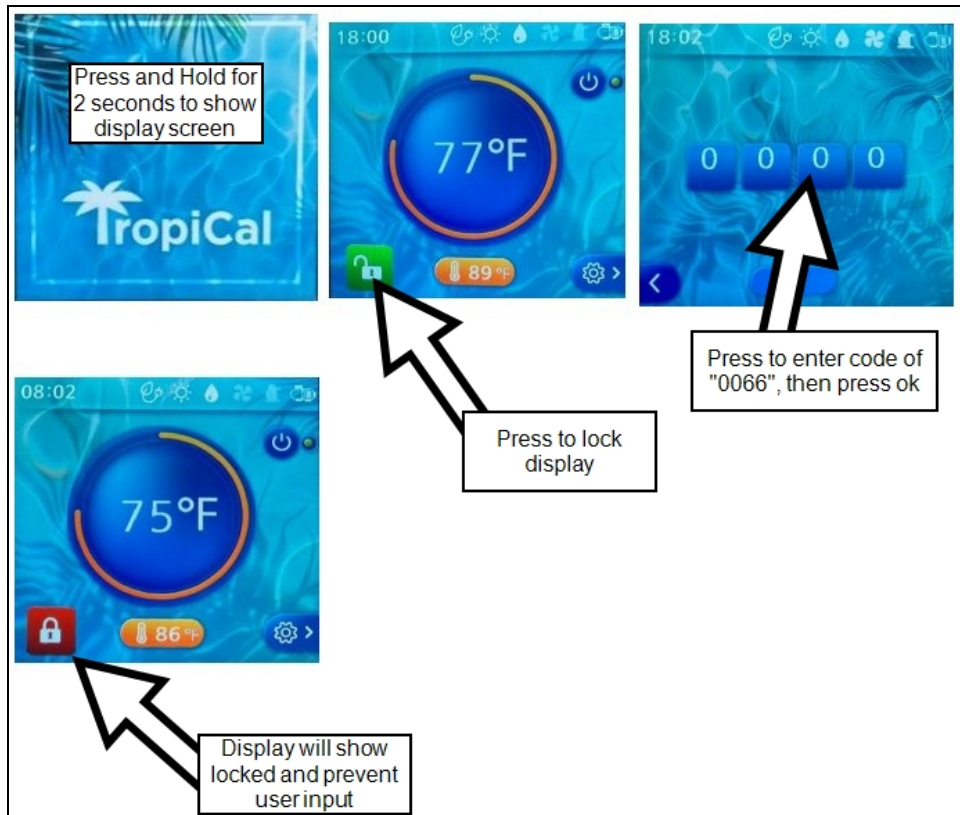 Press and Hold for
2 seconds to show
display screen
TropiCal
18:00
77°F
89°F
Press to lock
display
18:02
0 0 0 0
Press to enter code of
"0066", then press ok
08:02
75°F
86°F
Display will show
locked and prevent
user input